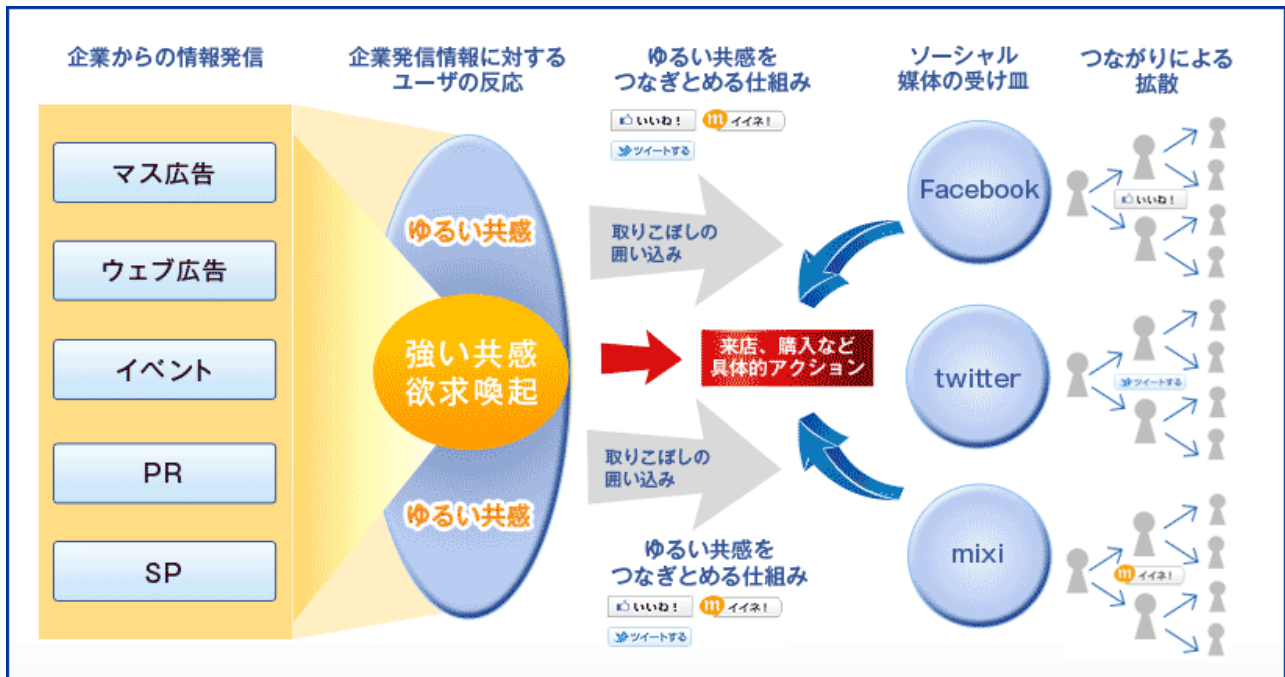 企業からの情報発信
マス広告
ウェブ広告
イベント
PR
SP
企業発信情報に対する
ユーザの反応
ゆるい共感
強い共感
欲求喚起
ゆるい共感
ゆるい共感を
つなぎとめる仕組み
いいね!
m イイネ!
ツイートする
取りこぼしの
囲い込み
来店、購入など
具体的アクション
取りこぼしの
囲い込み
ゆるい共感を
つなぎとめる仕組み
いいね!
m イイネ!
ツイートする
ソーシャル
媒体の受け皿
Facebook
twitter
mixi
つながりによる
拡散
いいね!
ツイートする
m イイネ!